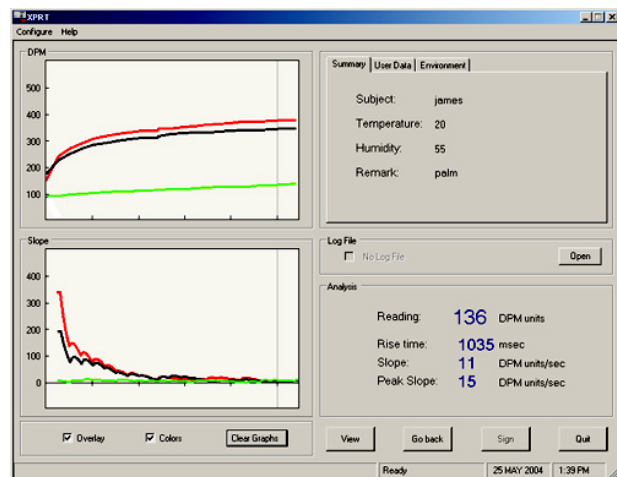 XPRT
Configure Help
DPM
500
400
300
200
100
Slope
400
300
200
100
0
Overlay Colors Clear Graphs
Summary User Data Environment
Subject: james
Temperature: 20
Humidity: 55
Remark: palm
Log File
No Log File Open
Analysis
Reading: 136 DPM units
Rise time: 1035 msec
Slope: 11 DPM units/sec
Peak Slope: 15 DPM units/sec
View Go back Sign Quit
Ready 25 MAY 2004 1:39 PM